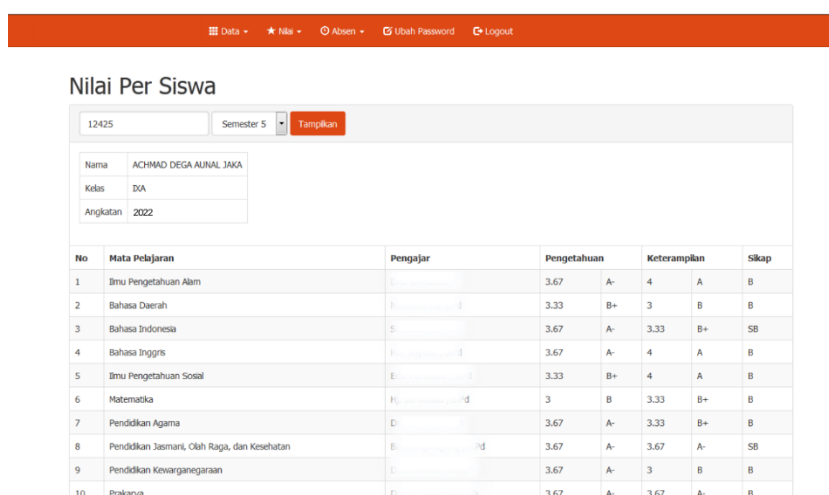 Data Nilai Absen Ubah Password Logout
Nilai Per Siswa
12425 Semester 5 Tampilkan
Nama ACHMAD DEGA AUNAL JAKA
Kelas IXA
Angkatan 2022
No Mata Pelajaran Pengajar Pengetahuan Keterampilan Sikap
1 Ilmu Pengetahuan Alam 3.67 A- 4 A B
2 Bahasa Daerah 3.33 B+ 3 B B
3 Bahasa Indonesia 3.67 A- 3.33 B+ SB
4 Bahasa Inggris 3.67 A- 4 A B
5 Ilmu Pengetahuan Sosial 3.33 B+ 4 A B
6 Matematika 3 B 3.33 B+ B
7 Pendidikan Agama 3.67 A- 3.33 B+ B
8 Pendidikan Jasmani, Olah Raga, dan Kesehatan 3.67 A- 3.67 A- SB
9 Pendidikan Kewarganegaraan 3.67 A- 3 B B
10 Prakarya 3.67 A- 3.67 A- B